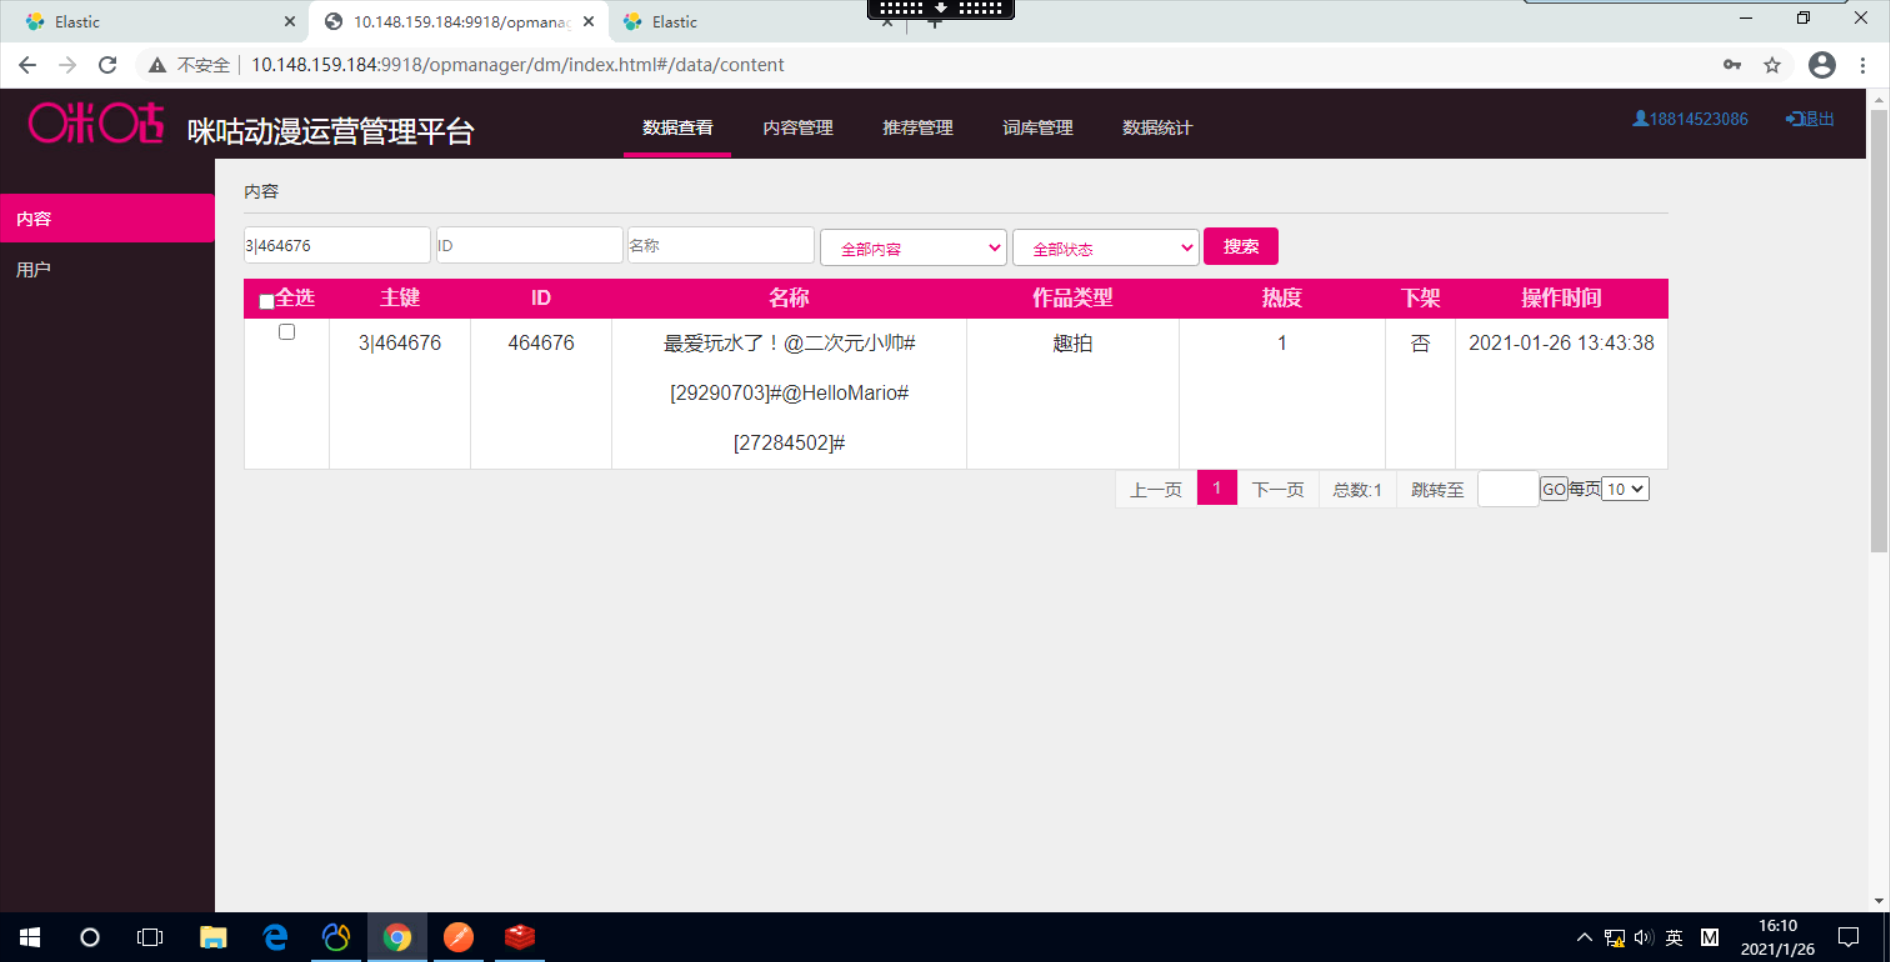 Elastic
10.148.159.184:9918/opmanag
Elastic
不安全
10.148.159.184:9918/opmanager/dm/index.html#/data/content
咪咕
咪咕动漫运营管理平台
数据查看
内容管理
推荐管理
词库管理
数据统计
18814523086
退出
内容
用户
内容
3|464676
ID
名称
全部内容
全部状态
搜索
全选 主键 ID 名称 作品类型 热度 下架 操作时间
3|464676 464676 最爱玩水了！@二次元小帅# 趣拍 1 否 2021-01-26 13:43:38
[29290703]#@HelloMario#
[27284502]#
上一页 1 下一页 总数:1 跳转至 GO 每页 10
英 M
16:10
2021/1/26